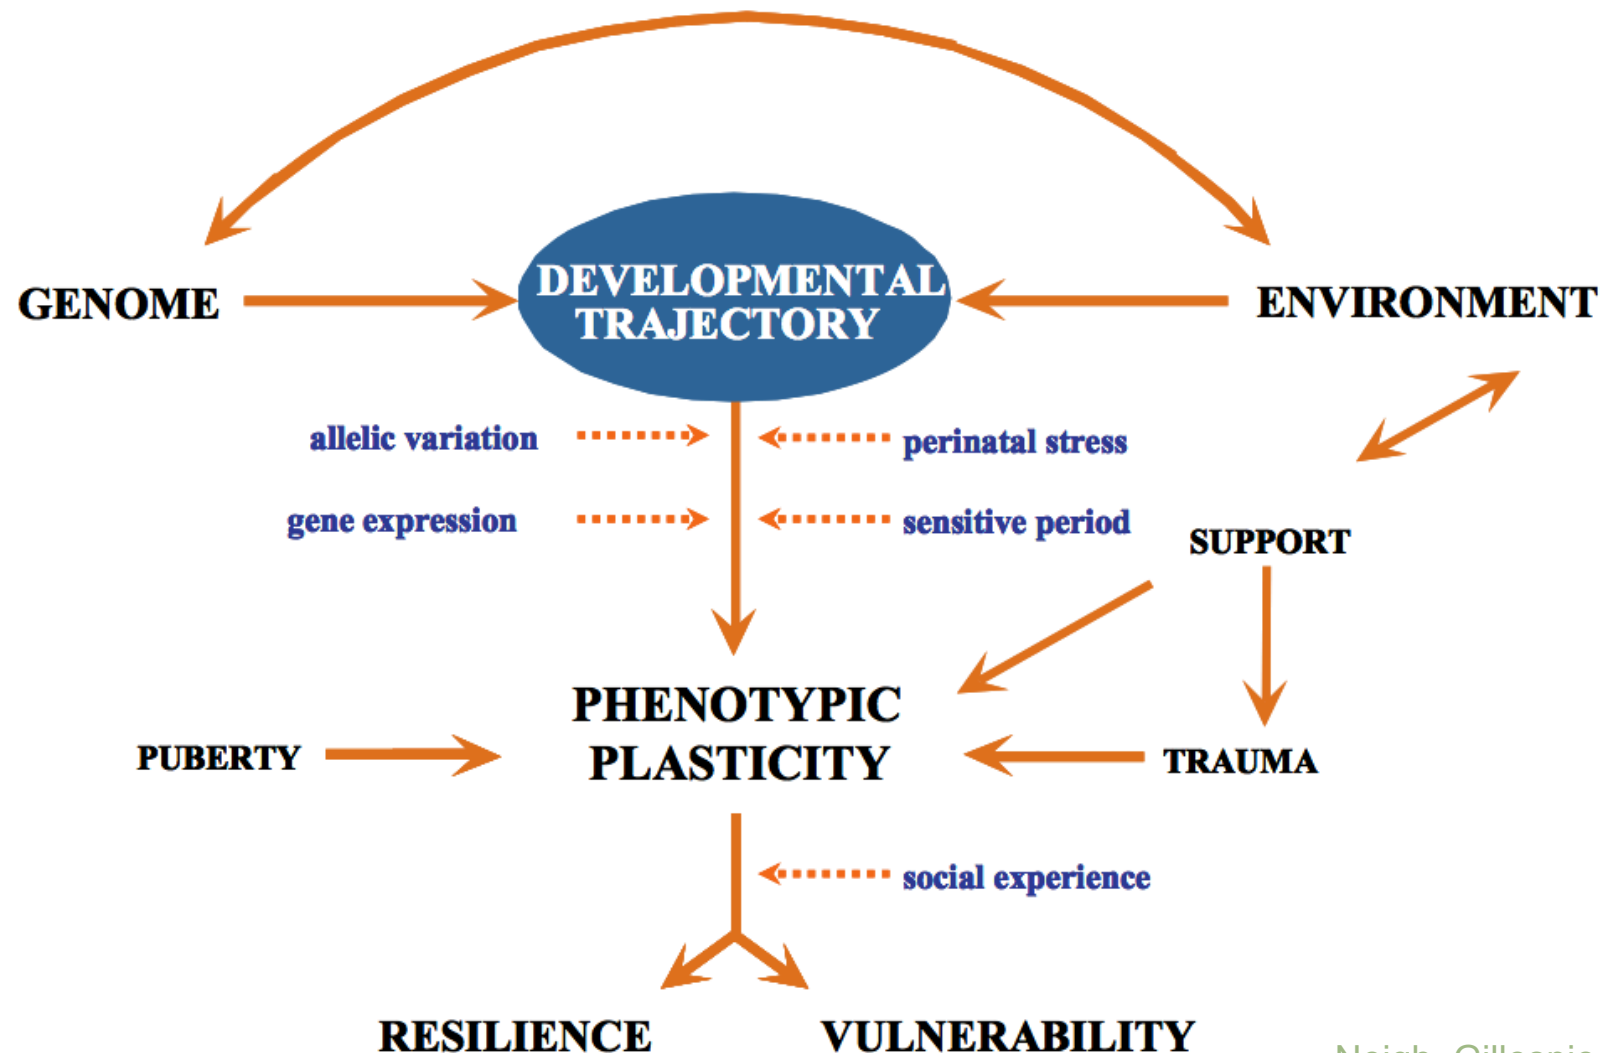 GENOME
DEVELOPMENTAL
TRAJECTORY
ENVIRONMENT
allelic variation
perinatal stress
gene expression
sensitive period
SUPPORT
PHENOTYPIC
PLASTICITY
PUBERTY
TRAUMA
social experience
RESILIENCE
VULNERABILITY